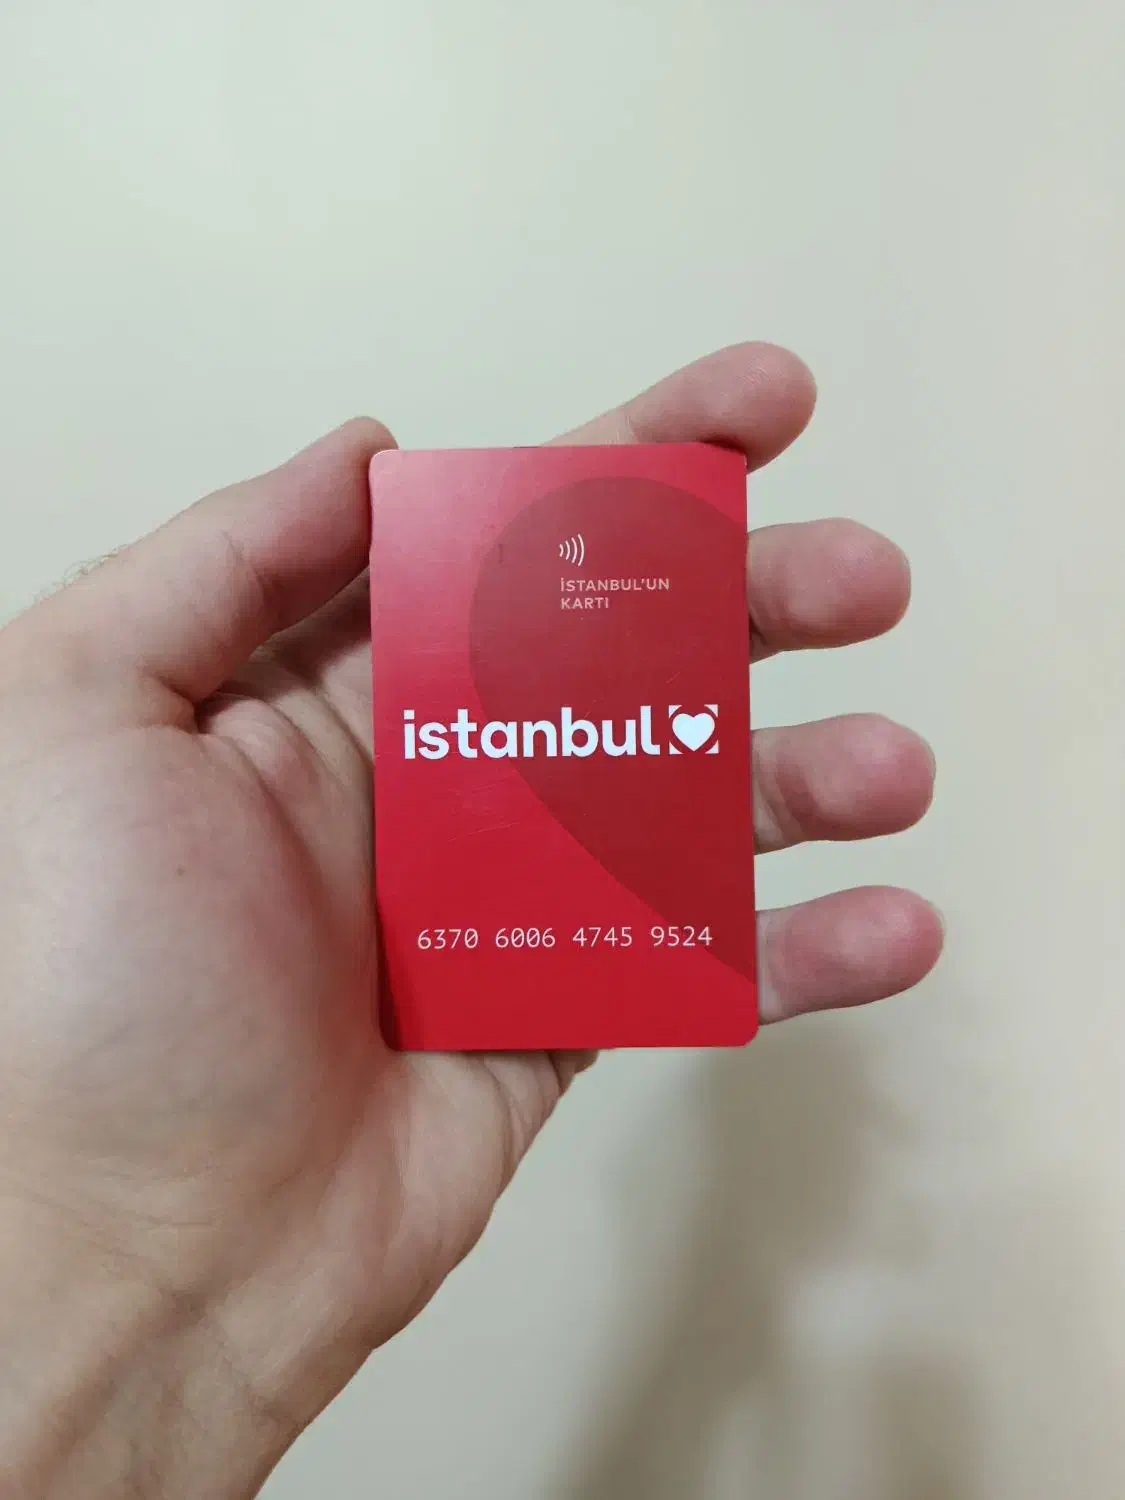 İSTANBUL'UN
KARTI
istanbul
6370 6006 4745 9524